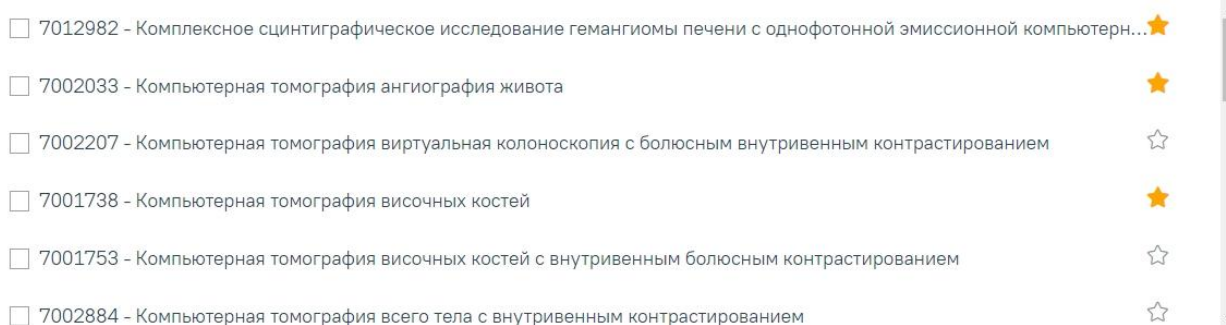 7012982 - Комплексное сцинтиграфическое исследование гемангиомы печени с однофотонной эмиссионной компьютерн...
7002033 - Компьютерная томография ангиография живота
7002207 - Компьютерная томография виртуальная колоноскопия с болюсным внутривенным контрастированием
7001738 - Компьютерная томография височных костей
7001753 - Компьютерная томография височных костей с внутривенным болюсным контрастированием
7002884 - Компьютерная томография всего тела с внутривенным контрастированием